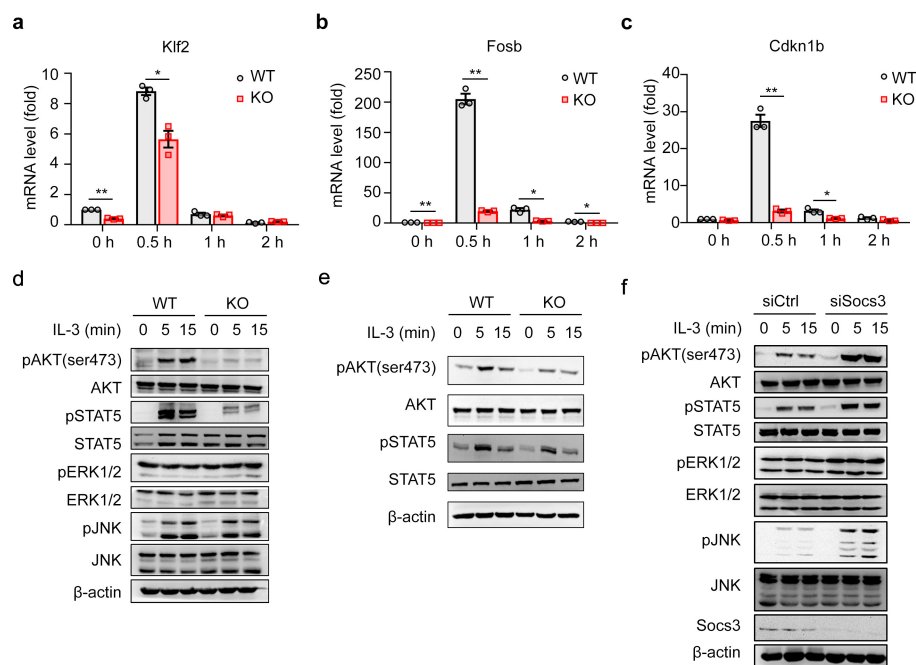 a
Klf2
mRNA level (fold)
10
8
6
4
2
0
**
*
WT
KO
0 h
0.5 h
1 h
2 h
b
Fosb
mRNA level (fold)
250
200
150
100
50
0
**
**
*
*
WT
KO
0 h
0.5 h
1 h
2 h
c
Cdkn1b
mRNA level (fold)
40
30
20
10
0
**
*
WT
KO
0 h
0.5 h
1 h
2 h
d
WT KO
IL-3 (min) 0 5 15 0 5 15
pAKT(ser473)
AKT
pSTAT5
STAT5
pERK1/2
ERK1/2
pJNK
JNK
β-actin
e
WT KO
IL-3 (min) 0 5 15 0 5 15
pAKT(ser473)
AKT
pSTAT5
STAT5
β-actin
f
siCtrl siSocs3
IL-3 (min) 0 5 15 0 5 15
pAKT(ser473)
AKT
pSTAT5
STAT5
pERK1/2
ERK1/2
pJNK
JNK
Socs3
β-actin